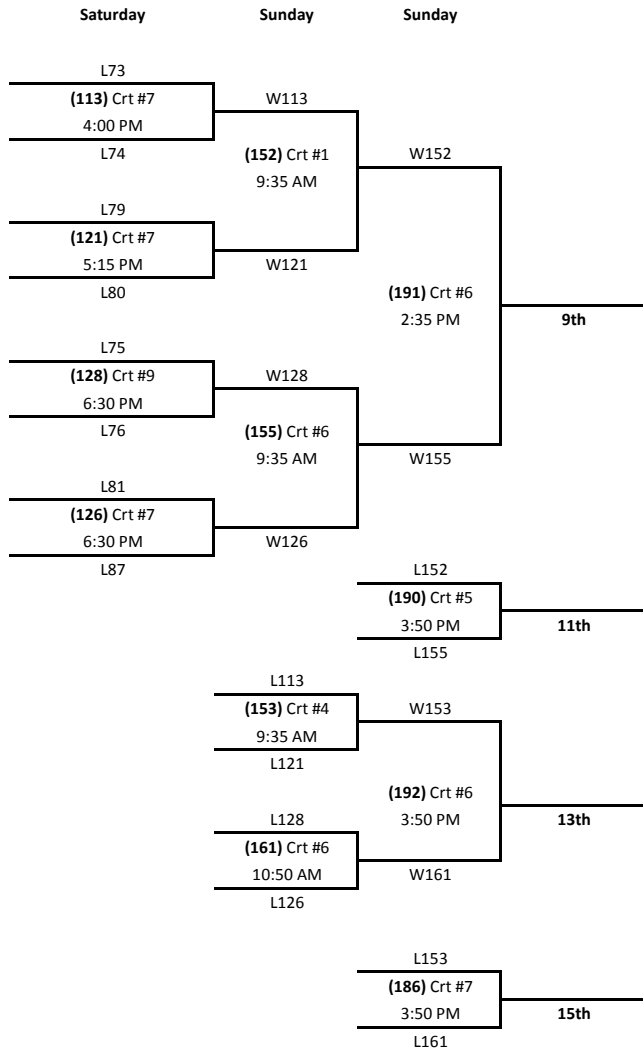 Saturday Sunday Sunday
L73
(113) Crt #7 W113
4:00 PM
L74 (152) Crt #1 W152
9:35 AM
L79
(121) Crt #7
5:15 PM W121
L80 (191) Crt #6
2:35 PM 9th
L75
(128) Crt #9 W128
6:30 PM
L76 (155) Crt #6
9:35 AM W155
L81
(126) Crt #7
6:30 PM W126
L87 L152
(190) Crt #5
3:50 PM 11th
L155
L113
(153) Crt #4 W153
9:35 AM
L121
(192) Crt #6
L128 3:50 PM 13th
(161) Crt #6
10:50 AM W161
L126
L153
(186) Crt #7
3:50 PM 15th
L161